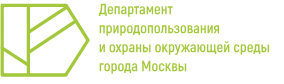 Департамент
природопользования
и охраны окружающей среды
города Москвы